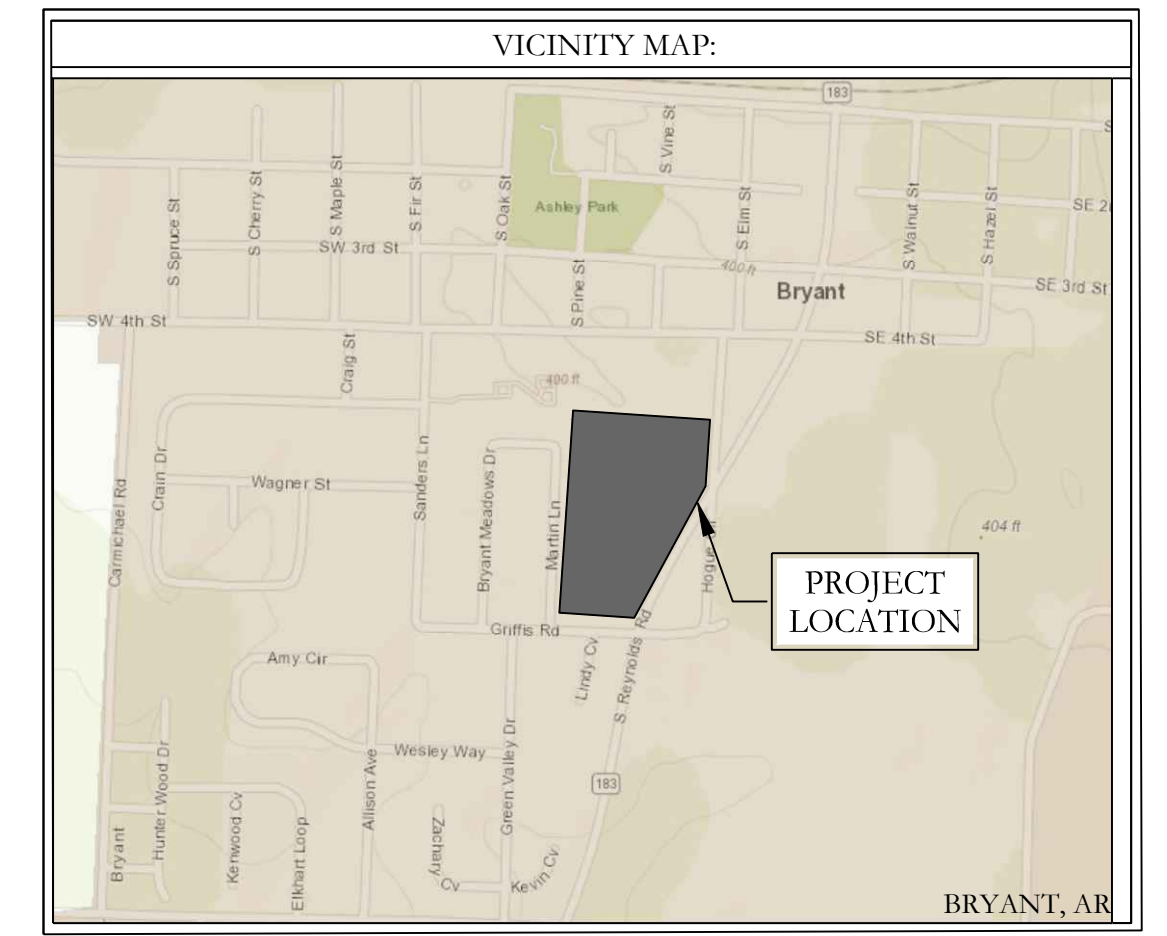 VICINITY MAP:
183
S Vine St
S Maple St
S Cherry St
S Fir St
S Oak St
Ashley Park
S Spruce St
S Elm St
S Walnut St
S Hazel St
SE 2
SW 3rd St
400 ft
S Pine St
Bryant
SE 3rd St
SW 4th St
SE 4th St
Craig St
400 ft
Crain Dr
Wagner St
Sanders Ln
Bryant Meadows Dr
Martin Ln
Carmichael Rd
Hogue
404 ft
PROJECT
LOCATION
Griffis Rd
Amy Cir
Lindy Cv
S Reynolds Rd
Wesley Way
Green Valley Dr
Allison Ave
183
Hunter Wood Dr
Kenwood Cv
Elkhart Loop
Bryant
Zachary
Cv
Kevin Cv
BRYANT, AR